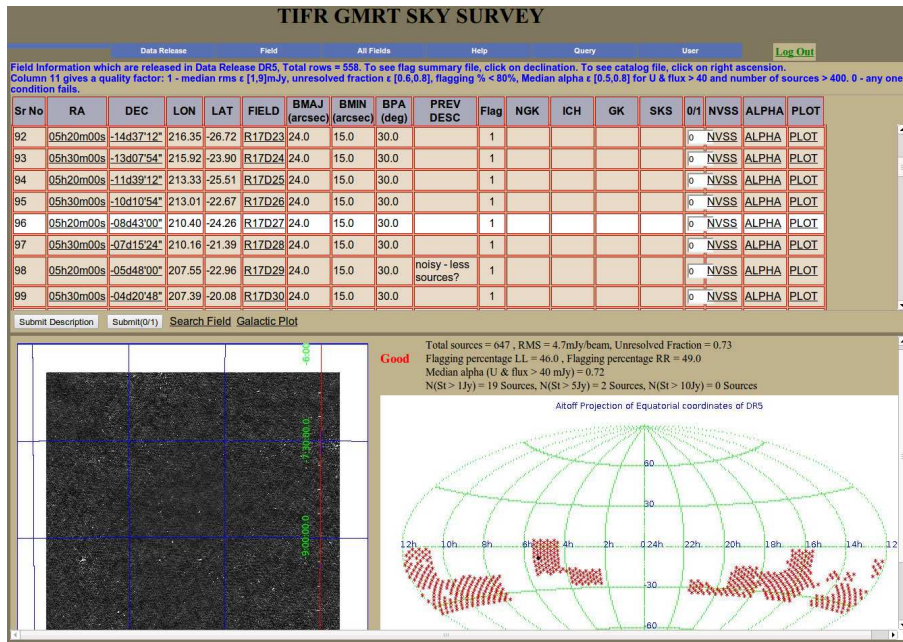 TIFR GMRT SKY SURVEY
Data Release Field All Fields Help Query User Log Out
Field Information which are released in Data Release DR5, Total rows = 558. To see flag summary file, click on declination. To see catalog file, click on right ascension.
Column 11 gives a quality factor: 1 - median rms ε [1,9]mJy, unresolved fraction ε [0.6,0.8], flagging % < 80%, Median alpha ε [0.5,0.8] for U & flux > 40 and number of sources > 400. 0 - any one
condition fails.
Sr No RA DEC LON LAT FIELD BMAJ (arcsec) BMIN (arcsec) BPA (deg) PREV DESC Flag NGK ICH GK SKS 0/1 NVSS ALPHA PLOT
92 05h20m00s -14d37'12" 216.35 -26.72 R17D23 24.0 15.0 30.0 1 0 NVSS ALPHA PLOT
93 05h30m00s -13d07'54" 215.92 -23.90 R17D24 24.0 15.0 30.0 1 0 NVSS ALPHA PLOT
94 05h20m00s -11d39'12" 213.33 -25.51 R17D25 24.0 15.0 30.0 1 0 NVSS ALPHA PLOT
95 05h30m00s -10d10'54" 213.01 -22.67 R17D26 24.0 15.0 30.0 1 0 NVSS ALPHA PLOT
96 05h20m00s -08d43'00" 210.40 -24.26 R17D27 24.0 15.0 30.0 1 0 NVSS ALPHA PLOT
97 05h30m00s -07d15'24" 210.16 -21.39 R17D28 24.0 15.0 30.0 1 0 NVSS ALPHA PLOT
98 05h20m00s -05d48'00" 207.55 -22.96 R17D29 24.0 15.0 30.0 noisy - less sources? 1 0 NVSS ALPHA PLOT
99 05h30m00s -04d20'48" 207.39 -20.08 R17D30 24.0 15.0 30.0 1 0 NVSS ALPHA PLOT
Submit Description Submit(0/1) Search Field Galactic Plot
-6:00
-7:30:00.0
-9:00:00.0
Good
Total sources = 647 , RMS = 4.7mJy/beam, Unresolved Fraction = 0.73
Flagging percentage LL = 46.0 , Flagging percentage RR = 49.0
Median alpha (U & flux > 40 mJy) = 0.72
N(St > 1Jy) = 19 Sources, N(St > 5Jy) = 2 Sources, N(St > 10Jy) = 0 Sources
Aitoff Projection of Equatorial coordinates of DR5
60
30
12h 10h 8h 6h 4h 2h 0.24h 22h 20h 18h 16h 14h 12
-30
-60